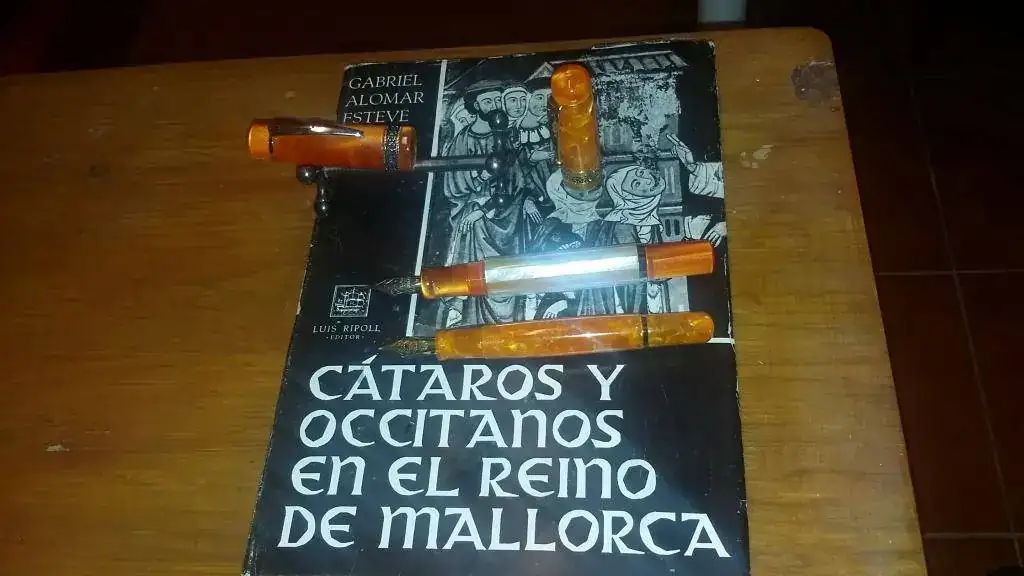 GABRIEL
ALOMAR
ESTEVE
LUIS RIPOLL
-EDITOR-
CÁTAROS Y
OCCITANOS
EN EL REINO
DE MALLORCA